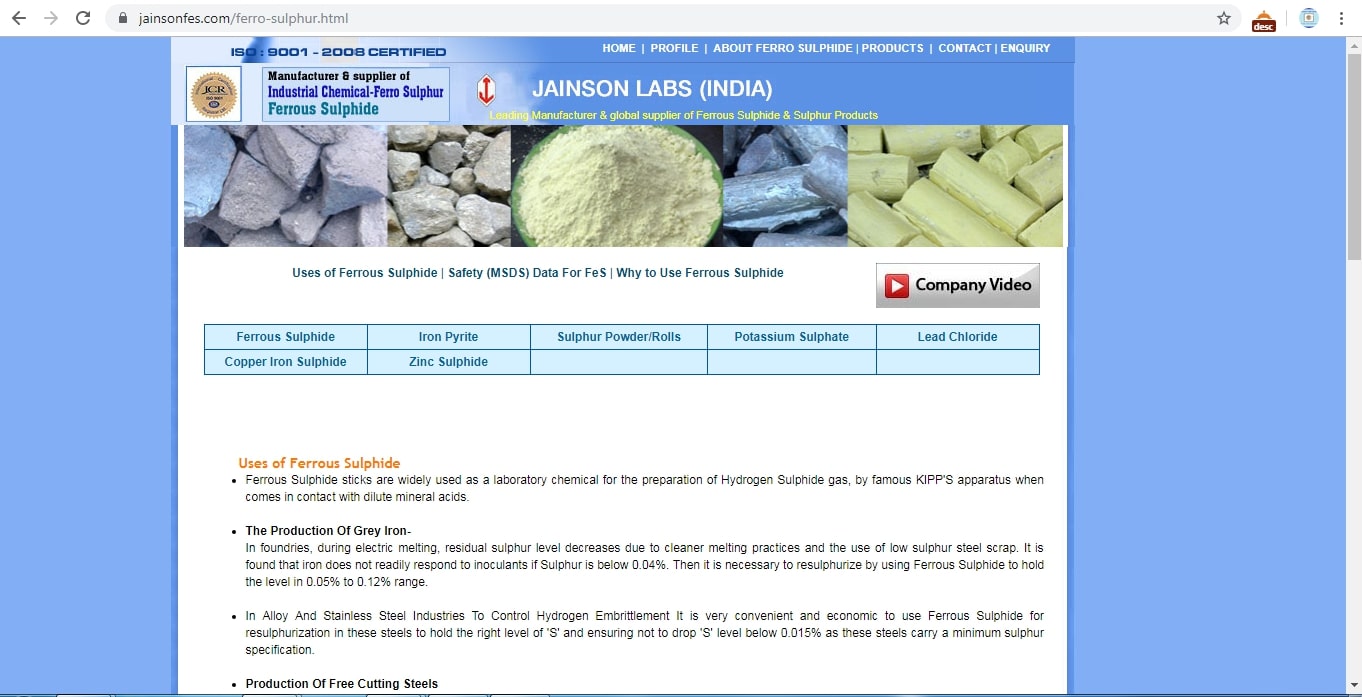 jainsonfes.com/ferro-sulphur.html
desc
ISO : 9001 - 2008 CERTIFIED
HOME | PROFILE | ABOUT FERRO SULPHIDE | PRODUCTS | CONTACT | ENQUIRY
JCR
Manufacturer & supplier of
Industrial Chemical-Ferro Sulphur
Ferrous Sulphide
JAINSON LABS (INDIA)
Leading Manufacturer & global supplier of Ferrous Sulphide & Sulphur Products
Uses of Ferrous Sulphide | Safety (MSDS) Data For FeS | Why to Use Ferrous Sulphide
Company Video
Ferrous Sulphide Iron Pyrite Sulphur Powder/Rolls Potassium Sulphate Lead Chloride
Copper Iron Sulphide Zinc Sulphide
Uses of Ferrous Sulphide
• Ferrous Sulphide sticks are widely used as a laboratory chemical for the preparation of Hydrogen Sulphide gas, by famous KIPP'S apparatus when
comes in contact with dilute mineral acids.
• The Production Of Grey Iron-
In foundries, during electric melting, residual sulphur level decreases due to cleaner melting practices and the use of low sulphur steel scrap. It is
found that iron does not readily respond to inoculants if Sulphur is below 0.04%. Then it is necessary to resulphurize by using Ferrous Sulphide to hold
the level in 0.05% to 0.12% range.
• In Alloy And Stainless Steel Industries To Control Hydrogen Embrittlement It is very convenient and economic to use Ferrous Sulphide for
resulphurization in these steels to hold the right level of 'S' and ensuring not to drop 'S' level below 0.015% as these steels carry a minimum sulphur
specification.
• Production Of Free Cutting Steels